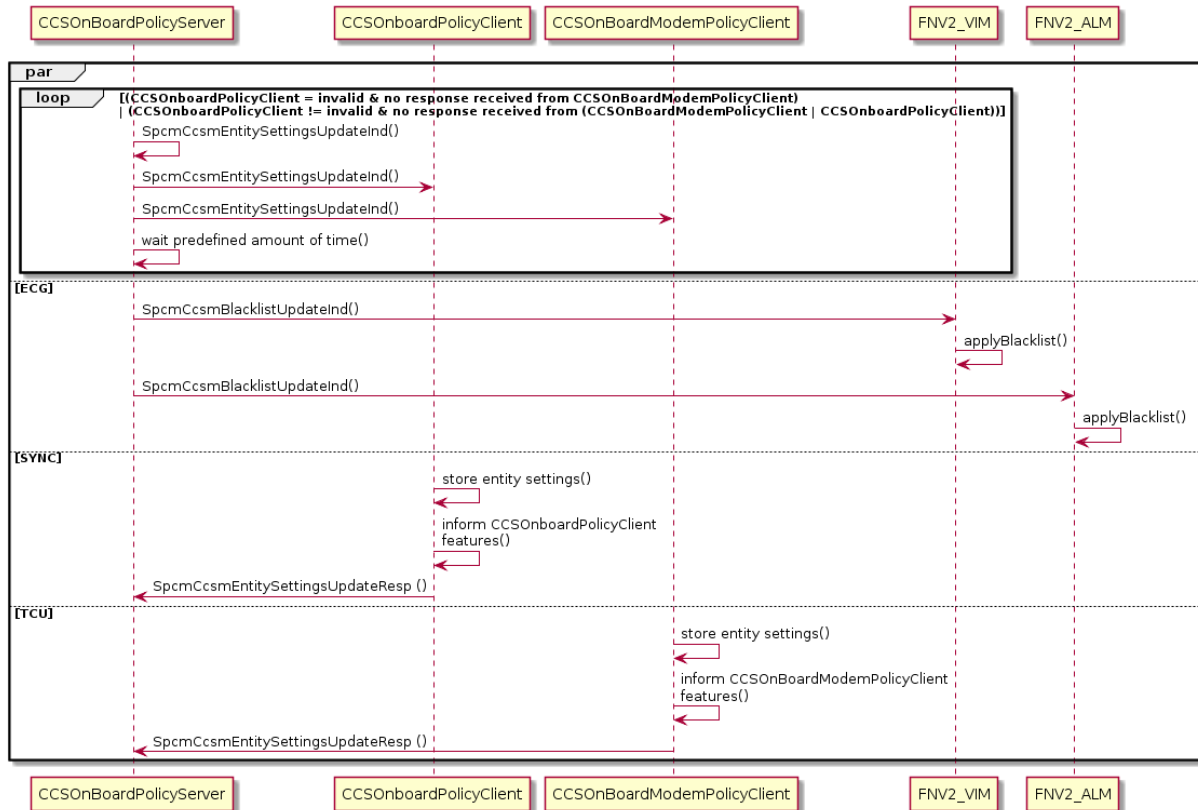 CCSOnBoardPolicyServer
CCSOnboardPolicyClient
CCSOnBoardModemPolicyClient
FNV2_VIM
FNV2_ALM
par
loop
[(CCSOnboardPolicyClient = invalid & no response received from CCSOnBoardModemPolicyClient)
| (CCSOnboardPolicyClient != invalid & no response received from (CCSOnBoardModemPolicyClient | CCSOnboardPolicyClient))]
SpcmCcsmEntitySettingsUpdateInd()
SpcmCcsmEntitySettingsUpdateInd()
SpcmCcsmEntitySettingsUpdateInd()
wait predefined amount of time()
[ECG]
SpcmCcsmBlacklistUpdateInd()
applyBlacklist()
SpcmCcsmBlacklistUpdateInd()
applyBlacklist()
[SYNC]
store entity settings()
inform CCSOnboardPolicyClient
features()
SpcmCcsmEntitySettingsUpdateResp ()
[TCU]
store entity settings()
inform CCSOnBoardModemPolicyClient
features()
SpcmCcsmEntitySettingsUpdateResp ()
CCSOnBoardPolicyServer
CCSOnboardPolicyClient
CCSOnBoardModemPolicyClient
FNV2_VIM
FNV2_ALM